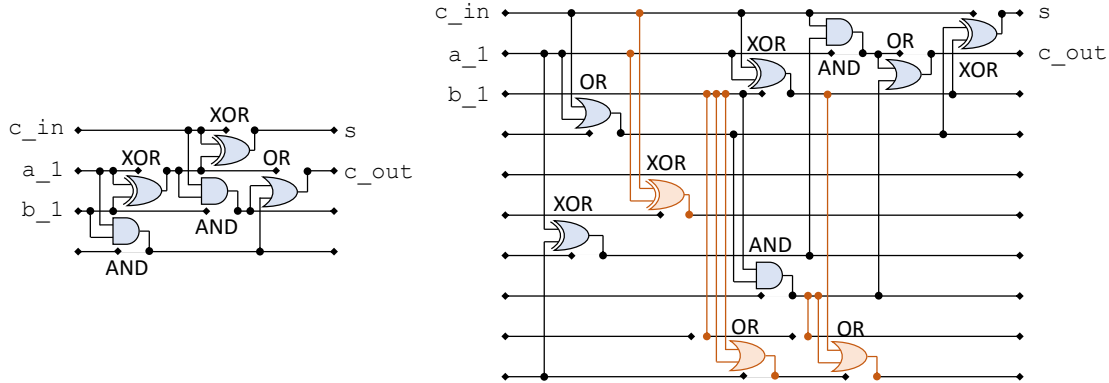 c_in
a_1
b_1
XOR
XOR
OR
AND
AND
s
c_out
c_in
a_1
b_1
OR
XOR
XOR
XOR
AND
OR
XOR
AND
OR
OR
s
c_out